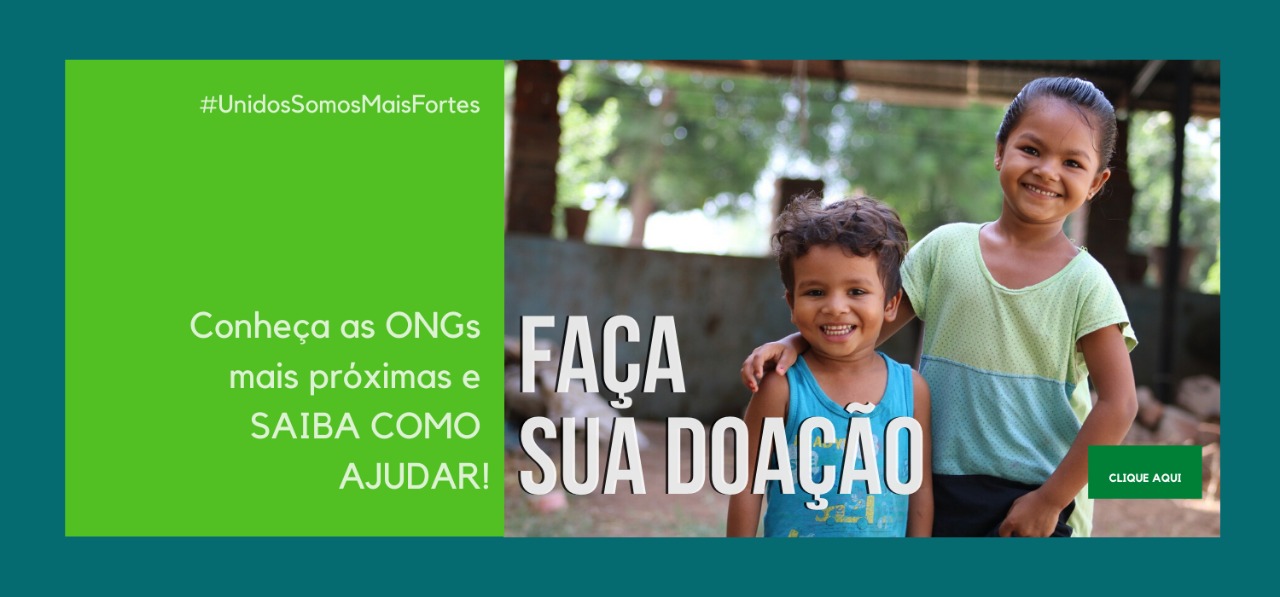 #UnidosSomosMaisFortes
Conheça as ONGs
mais próximas e
SAIBA COMO
AJUDAR!
FAÇA
SUA DOAÇÃO
CLIQUE AQUI